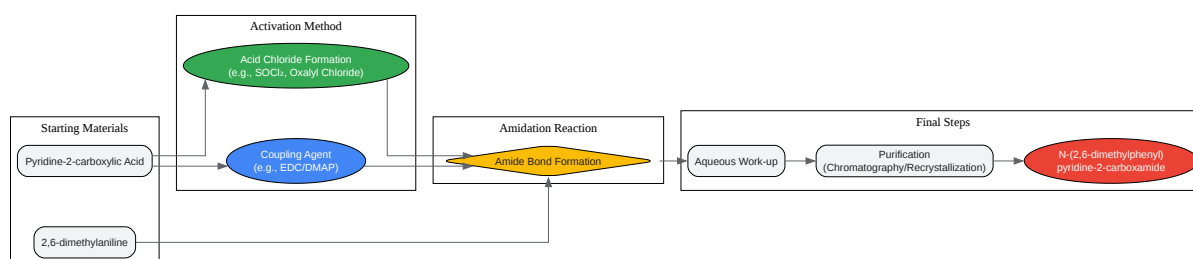 Starting Materials
Pyridine-2-carboxylic Acid
2,6-dimethylaniline
Activation Method
Acid Chloride Formation
(e.g., SOCl₂, Oxalyl Chloride)
Coupling Agent
(e.g., EDC/DMAP)
Amidation Reaction
Amide Bond Formation
Final Steps
Aqueous Work-up
Purification
(Chromatography/Recrystallization)
N-(2,6-dimethylphenyl)
pyridine-2-carboxamide